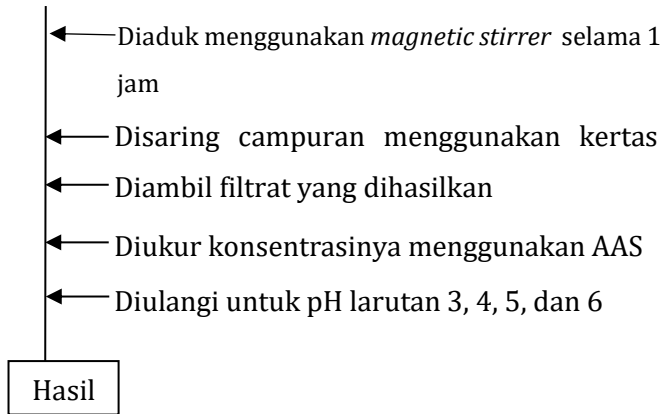 Diaduk menggunakan magnetic stirrer selama 1
jam
Disaring campuran menggunakan kertas
Diambil filtrat yang dihasilkan
Diukur konsentrasinya menggunakan AAS
Diulangi untuk pH larutan 3, 4, 5, dan 6
Hasil